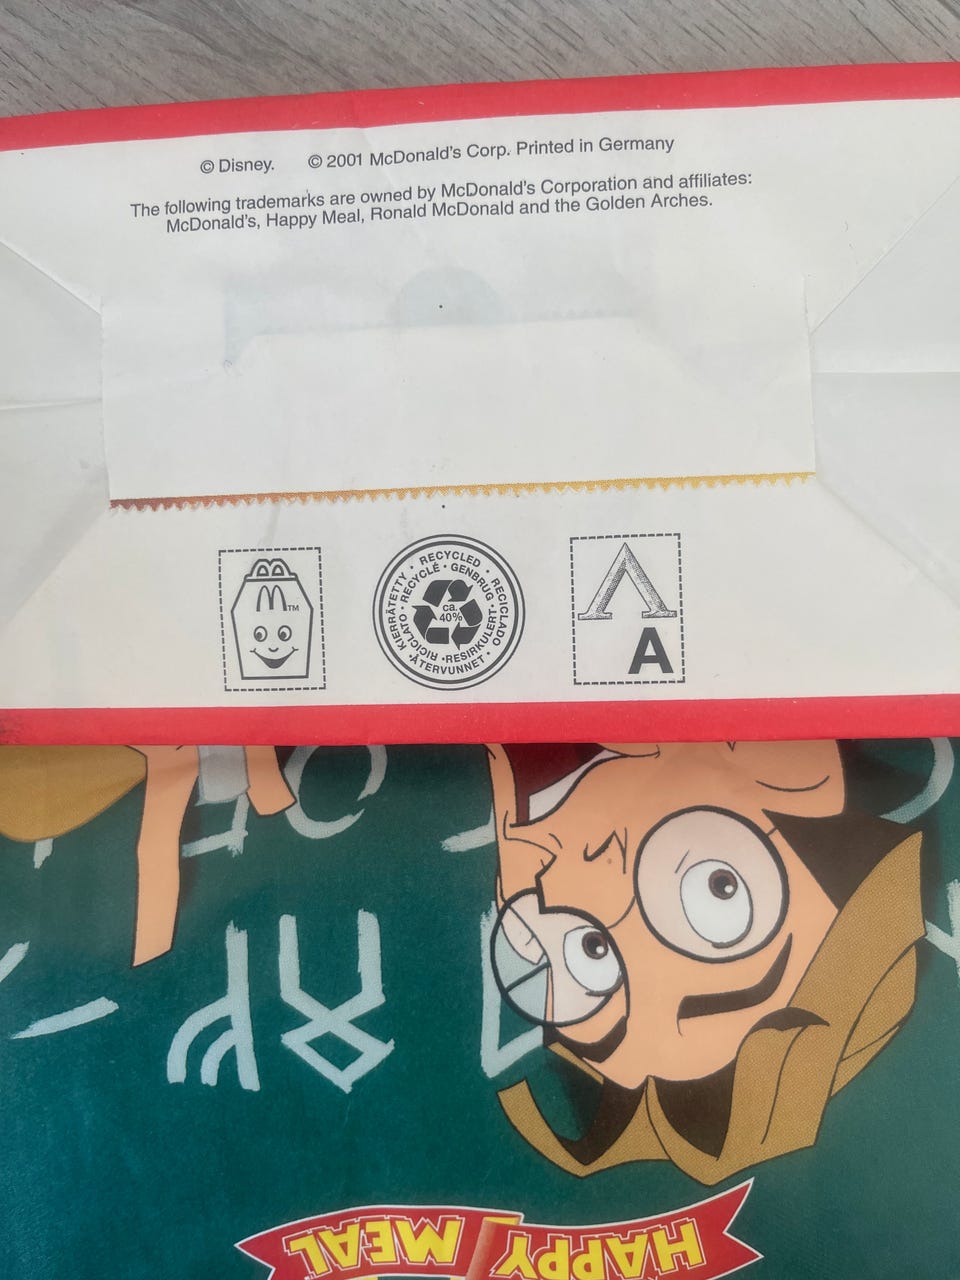 © Disney. © 2001 McDonald's Corp. Printed in Germany
The following trademarks are owned by McDonald's Corporation and affiliates:
McDonald's, Happy Meal, Ronald McDonald and the Golden Arches.
M™
RECYCLED · RECICLADO · RESIRKULERT · ÅTERVUNNET · RICICLATO · KIERRÄTETTY · RECYCLÉ · GENBRUG
ca.
40%
A
HAPPY MEAL